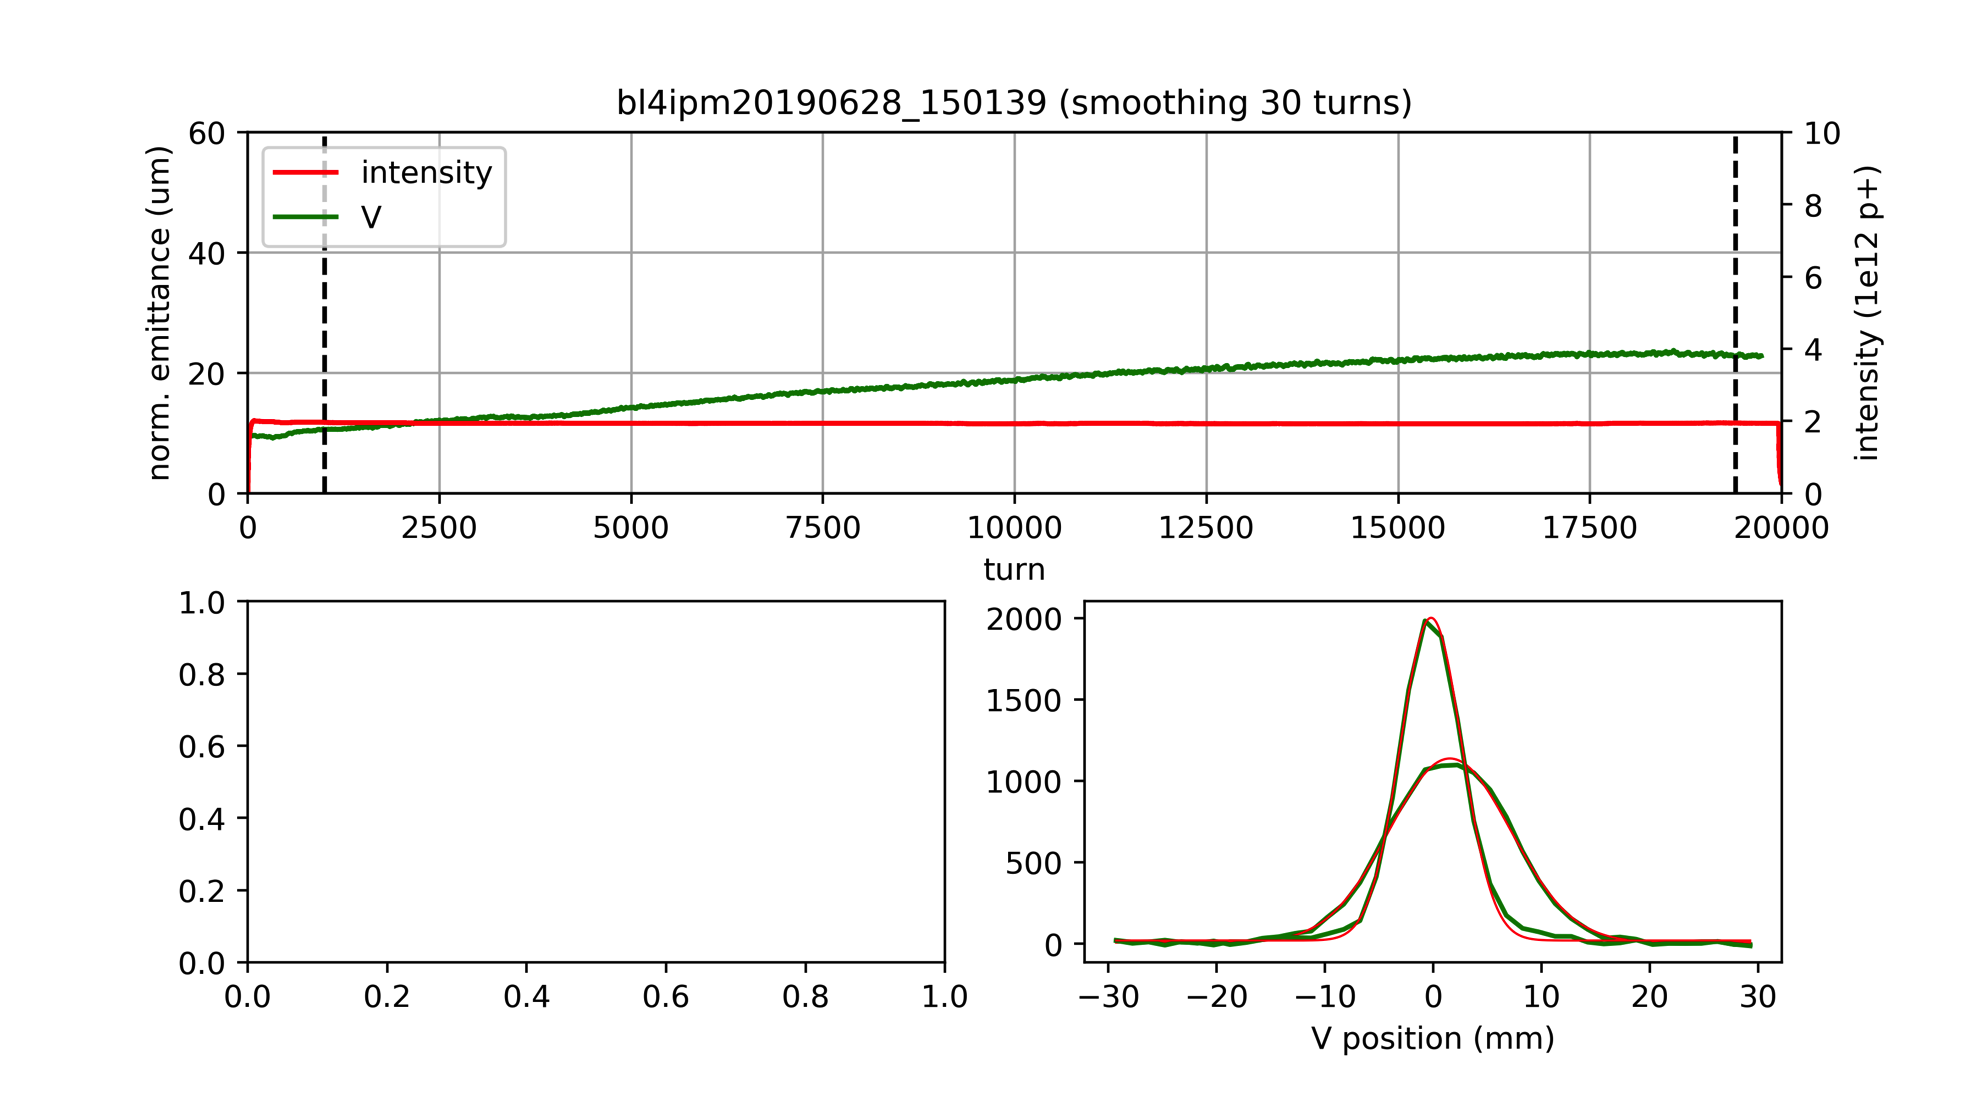 bl4ipm20190628_150139 (smoothing 30 turns)
norm. emittance (um)
60
40
20
0
intensity
V
10
8
6
4
2
0
intensity (1e12 p+)
0 2500 5000 7500 10000 12500 15000 17500 20000
turn
1.0
0.8
0.6
0.4
0.2
0.0
0.0 0.2 0.4 0.6 0.8 1.0
2000
1500
1000
500
0
−30 −20 −10 0 10 20 30
V position (mm)